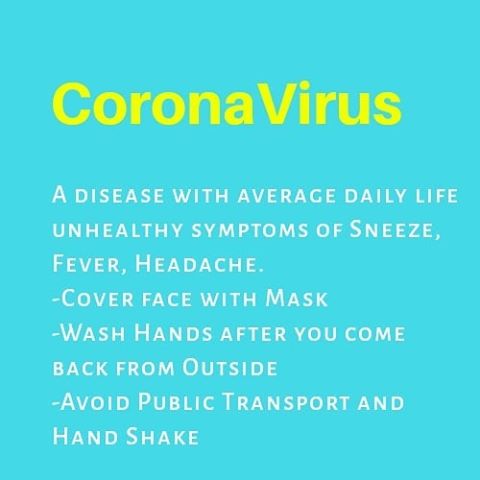 CoronaVirus
A disease with average daily life
unhealthy symptoms of Sneeze,
Fever, Headache.
-Cover face with Mask
-Wash Hands after you come
back from Outside
-Avoid Public Transport and
Hand Shake